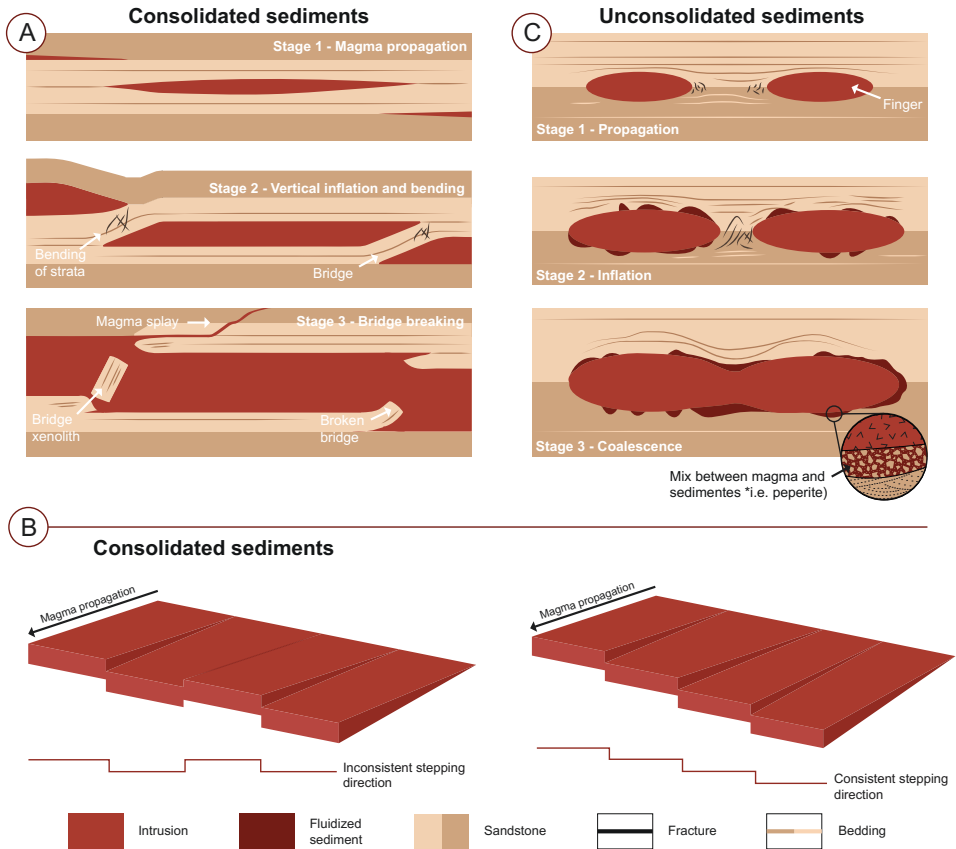 A
Consolidated sediments
Stage 1 - Magma propagation
Stage 2 - Vertical inflation and bending
Bending
of strata
Bridge
Magma splay
Stage 3 - Bridge breaking
Bridge
xenolith
Broken
bridge
C
Unconsolidated sediments
Finger
Stage 1 - Propagation
Stage 2 - Inflation
Stage 3 - Coalescence
Mix between magma and
sedimentes *i.e. peperite)
B
Consolidated sediments
Magma propagation
Inconsistent stepping
direction
Magma propagation
Consistent stepping
direction
Intrusion
Fluidized
sediment
Sandstone
Fracture
Bedding